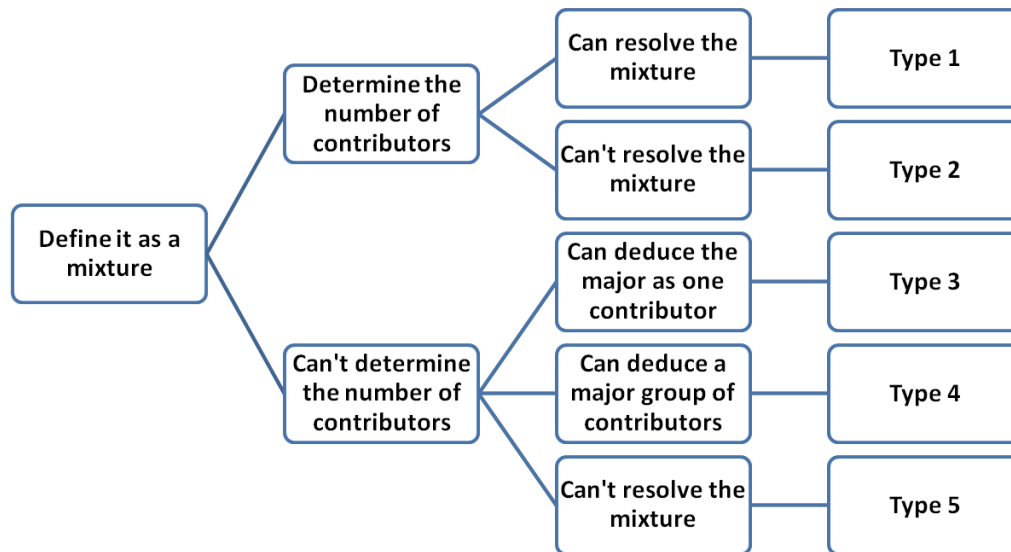 Define it as a
mixture
Determine the
number of
contributors
Can resolve the
mixture
Type 1
Can't resolve the
mixture
Type 2
Can't determine
the number of
contributors
Can deduce the
major as one
contributor
Type 3
Can deduce a
major group of
contributors
Type 4
Can't resolve the
mixture
Type 5